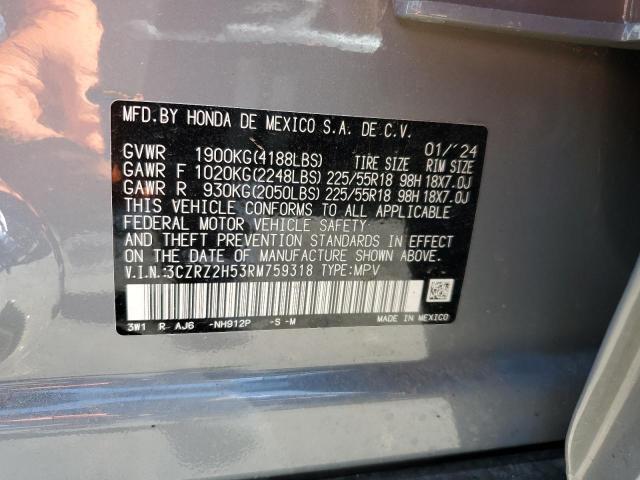 MFD.BY HONDA DE MEXICO S.A. DE C.V.
01/'24
GVWR 1900KG(4188LBS) TIRE SIZE RIM SIZE
GAWR F 1020KG(2248LBS) 225/55R18 98H 18X7.0J
GAWR R 930KG(2050LBS) 225/55R18 98H 18X7.0J
THIS VEHICLE CONFORMS TO ALL APPLICABLE
FEDERAL MOTOR VEHICLE SAFETY
AND THEFT PREVENTION STANDARDS IN EFFECT
ON THE DATE OF MANUFACTURE SHOWN ABOVE.
V.I.N.:3CZRZ2H53RM759318 TYPE:MPV
3W1 R AJ6 -NH912P -S -M MADE IN MEXICO